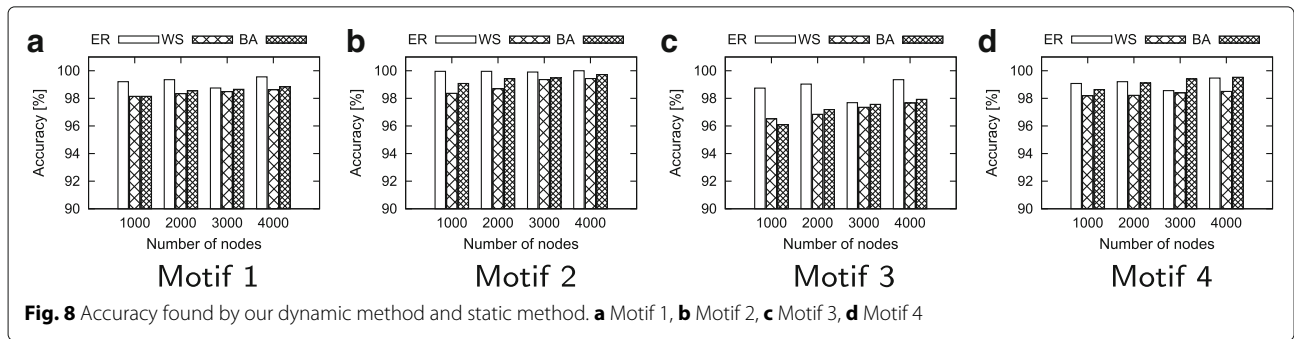 a
ER WS BA
Accuracy [%]
100
98
96
94
92
90
1000 2000 3000 4000
Number of nodes
Motif 1
b
ER WS BA
Accuracy [%]
100
98
96
94
92
90
1000 2000 3000 4000
Number of nodes
Motif 2
c
ER WS BA
Accuracy [%]
100
98
96
94
92
90
1000 2000 3000 4000
Number of nodes
Motif 3
d
ER WS BA
Accuracy [%]
100
98
96
94
92
90
1000 2000 3000 4000
Number of nodes
Motif 4
Fig. 8 Accuracy found by our dynamic method and static method. a Motif 1, b Motif 2, c Motif 3, d Motif 4